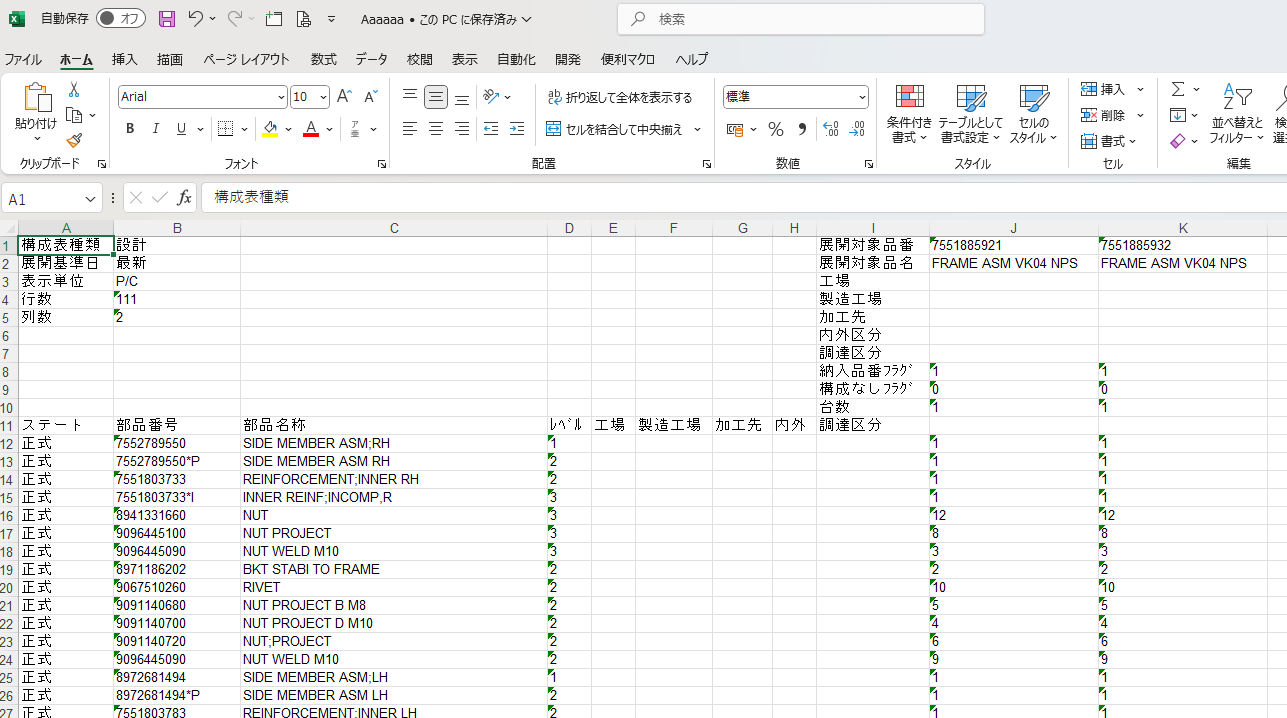 自動保存 オフ Aaaaaa • この PC に保存済み 検索
ファイル ホーム 挿入 描画 ページ レイアウト 数式 データ 校閲 表示 自動化 開発 便利マクロ ヘルプ
Arial 10 A A ab 折り返して全体を表示する 標準 挿入
貼り付け B I U A セルを結合して中央揃え % 条件付き 書式 テーブルとして 書式設定 セルの スタイル 削除 書式 並べ替えと フィルター
クリップボード フォント 配置 数値 スタイル セル 編集
A1 fx 構成表種類
A B C D E F G H I J K
1 構成表種類 設計 展開対象品番 7551885921 7551885932
2 展開基準日 最新 展開対象品名 FRAME ASM VK04 NPS FRAME ASM VK04 NPS
3 表示単位 P/C 工場
4 行数 111 製造工場
5 列数 2 加工先
6 内外区分
7 調達区分
8 納入品番ﾌﾗｸﾞ 1 1
9 構成なしﾌﾗｸﾞ 0 0
10 台数 1 1
11 ステート 部品番号 部品名称 ﾚﾍﾞﾙ 工場 製造工場 加工先 内外 調達区分
12 正式 7552789550 SIDE MEMBER ASM;RH 1 1 1
13 正式 7552789550*P SIDE MEMBER ASM RH 2 1 1
14 正式 7551803733 REINFORCEMENT;INNER RH 2 1 1
15 正式 7551803733*I INNER REINF;INCOMP,R 3 1 1
16 正式 8941331660 NUT 3 12 12
17 正式 9096445100 NUT PROJECT 3 8 8
18 正式 9096445090 NUT WELD M10 3 3 3
19 正式 8971186202 BKT STABI TO FRAME 2 2 2
20 正式 9067510260 RIVET 2 10 10
21 正式 9091140680 NUT PROJECT B M8 2 5 5
22 正式 9091140700 NUT PROJECT D M10 2 4 4
23 正式 9091140720 NUT;PROJECT 2 6 6
24 正式 9096445090 NUT WELD M10 2 9 9
25 正式 8972681494 SIDE MEMBER ASM;LH 1 1 1
26 正式 8972681494*P SIDE MEMBER ASM LH 2 1 1
27 正式 7551803783 REINFORCEMENT;INNER LH 2 1 1